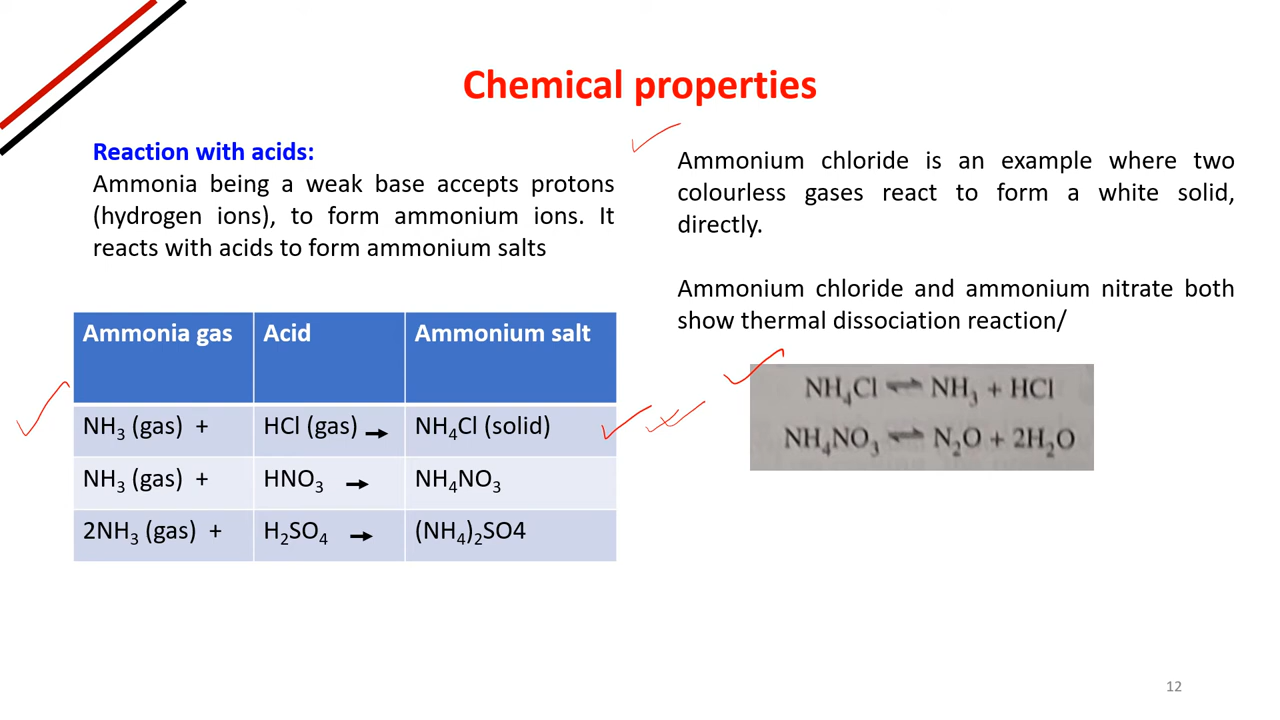 Chemical properties
Reaction with acids:
Ammonia being a weak base accepts protons
(hydrogen ions), to form ammonium ions. It
reacts with acids to form ammonium salts
Ammonia gas Acid Ammonium salt
NH₃ (gas) + HCl (gas) → NH₄Cl (solid)
NH₃ (gas) + HNO₃ → NH₄NO₃
2NH₃ (gas) + H₂SO₄ → (NH₄)₂SO4
Ammonium chloride is an example where two
colourless gases react to form a white solid,
directly.
Ammonium chloride and ammonium nitrate both
show thermal dissociation reaction/
NH₄Cl ⇌ NH₃ + HCl
NH₄NO₃ ⇌ N₂O + 2H₂O
12